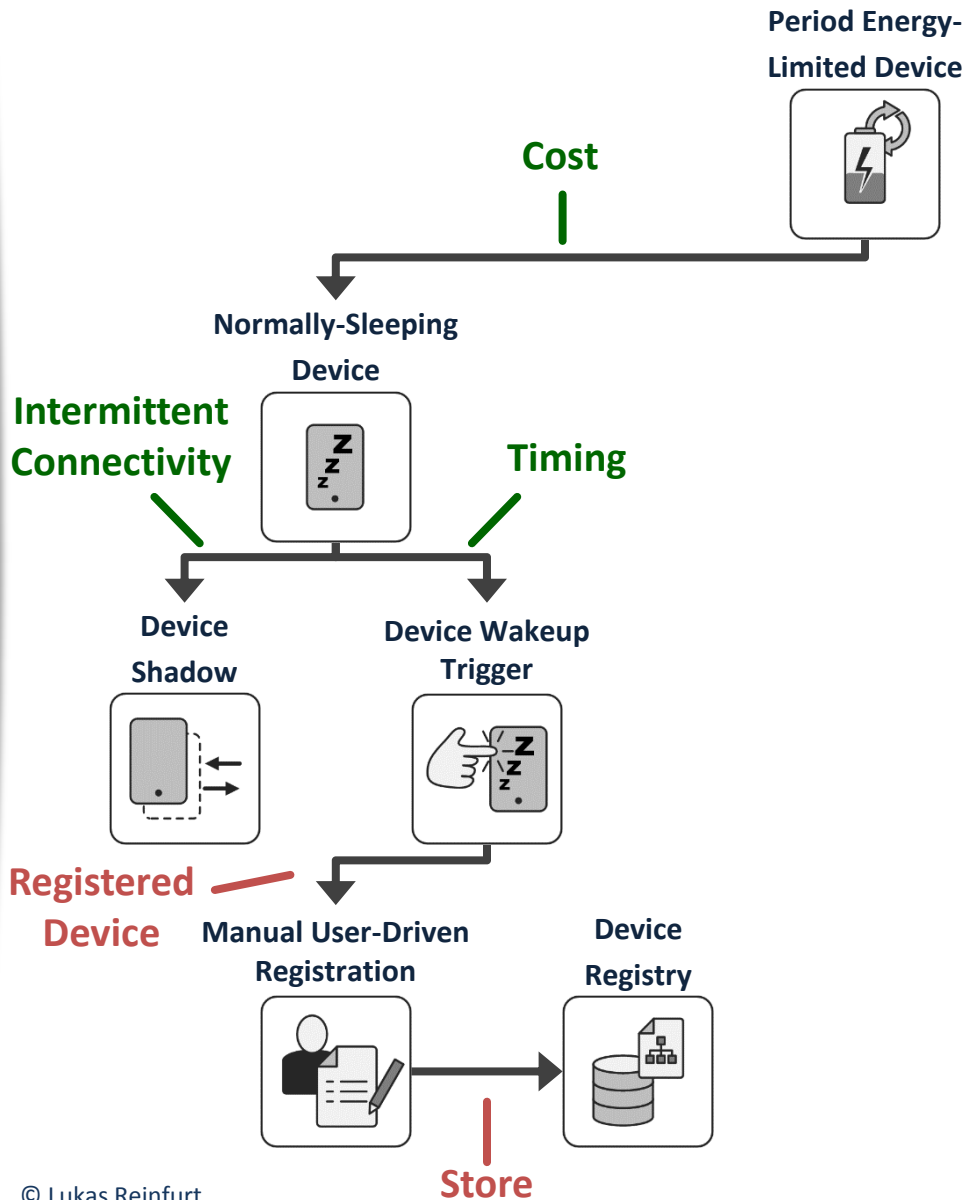 Period Energy-
Limited Device
Cost
Normally-Sleeping
Device
Intermittent
Connectivity
Timing
z
z
z
Device
Shadow
Device Wakeup
Trigger
z
z
z
Registered
Device
Manual User-Driven
Registration
Device
Registry
Store
© Lukas Reinfurt